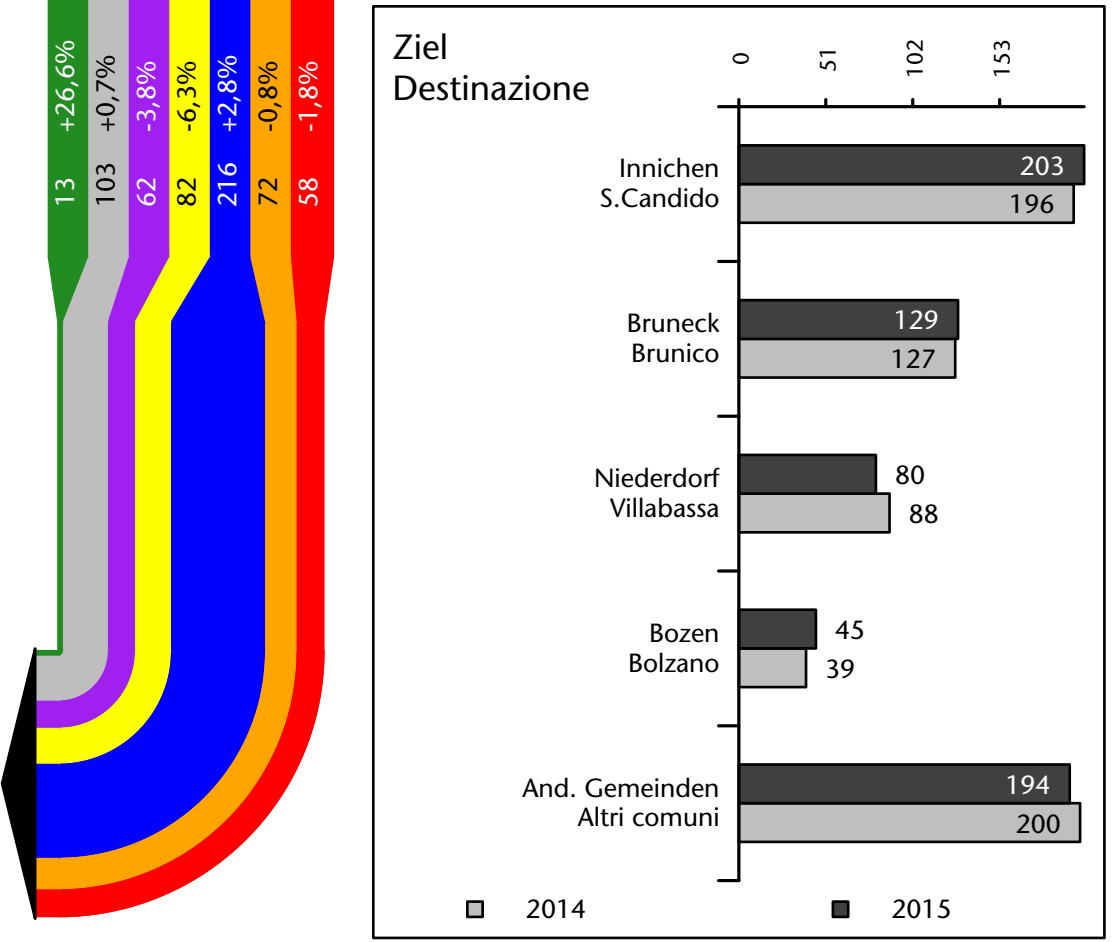 13 +26,6%
103 +0,7%
62 -3,8%
82 -6,3%
216 +2,8%
72 -0,8%
58 -1,8%
Ziel
Destinazione
0 51 102 153
Innichen
S.Candido
203
196
Bruneck
Brunico
129
127
Niederdorf
Villabassa
80
88
Bozen
Bolzano
45
39
And. Gemeinden
Altri comuni
194
200
2014 2015